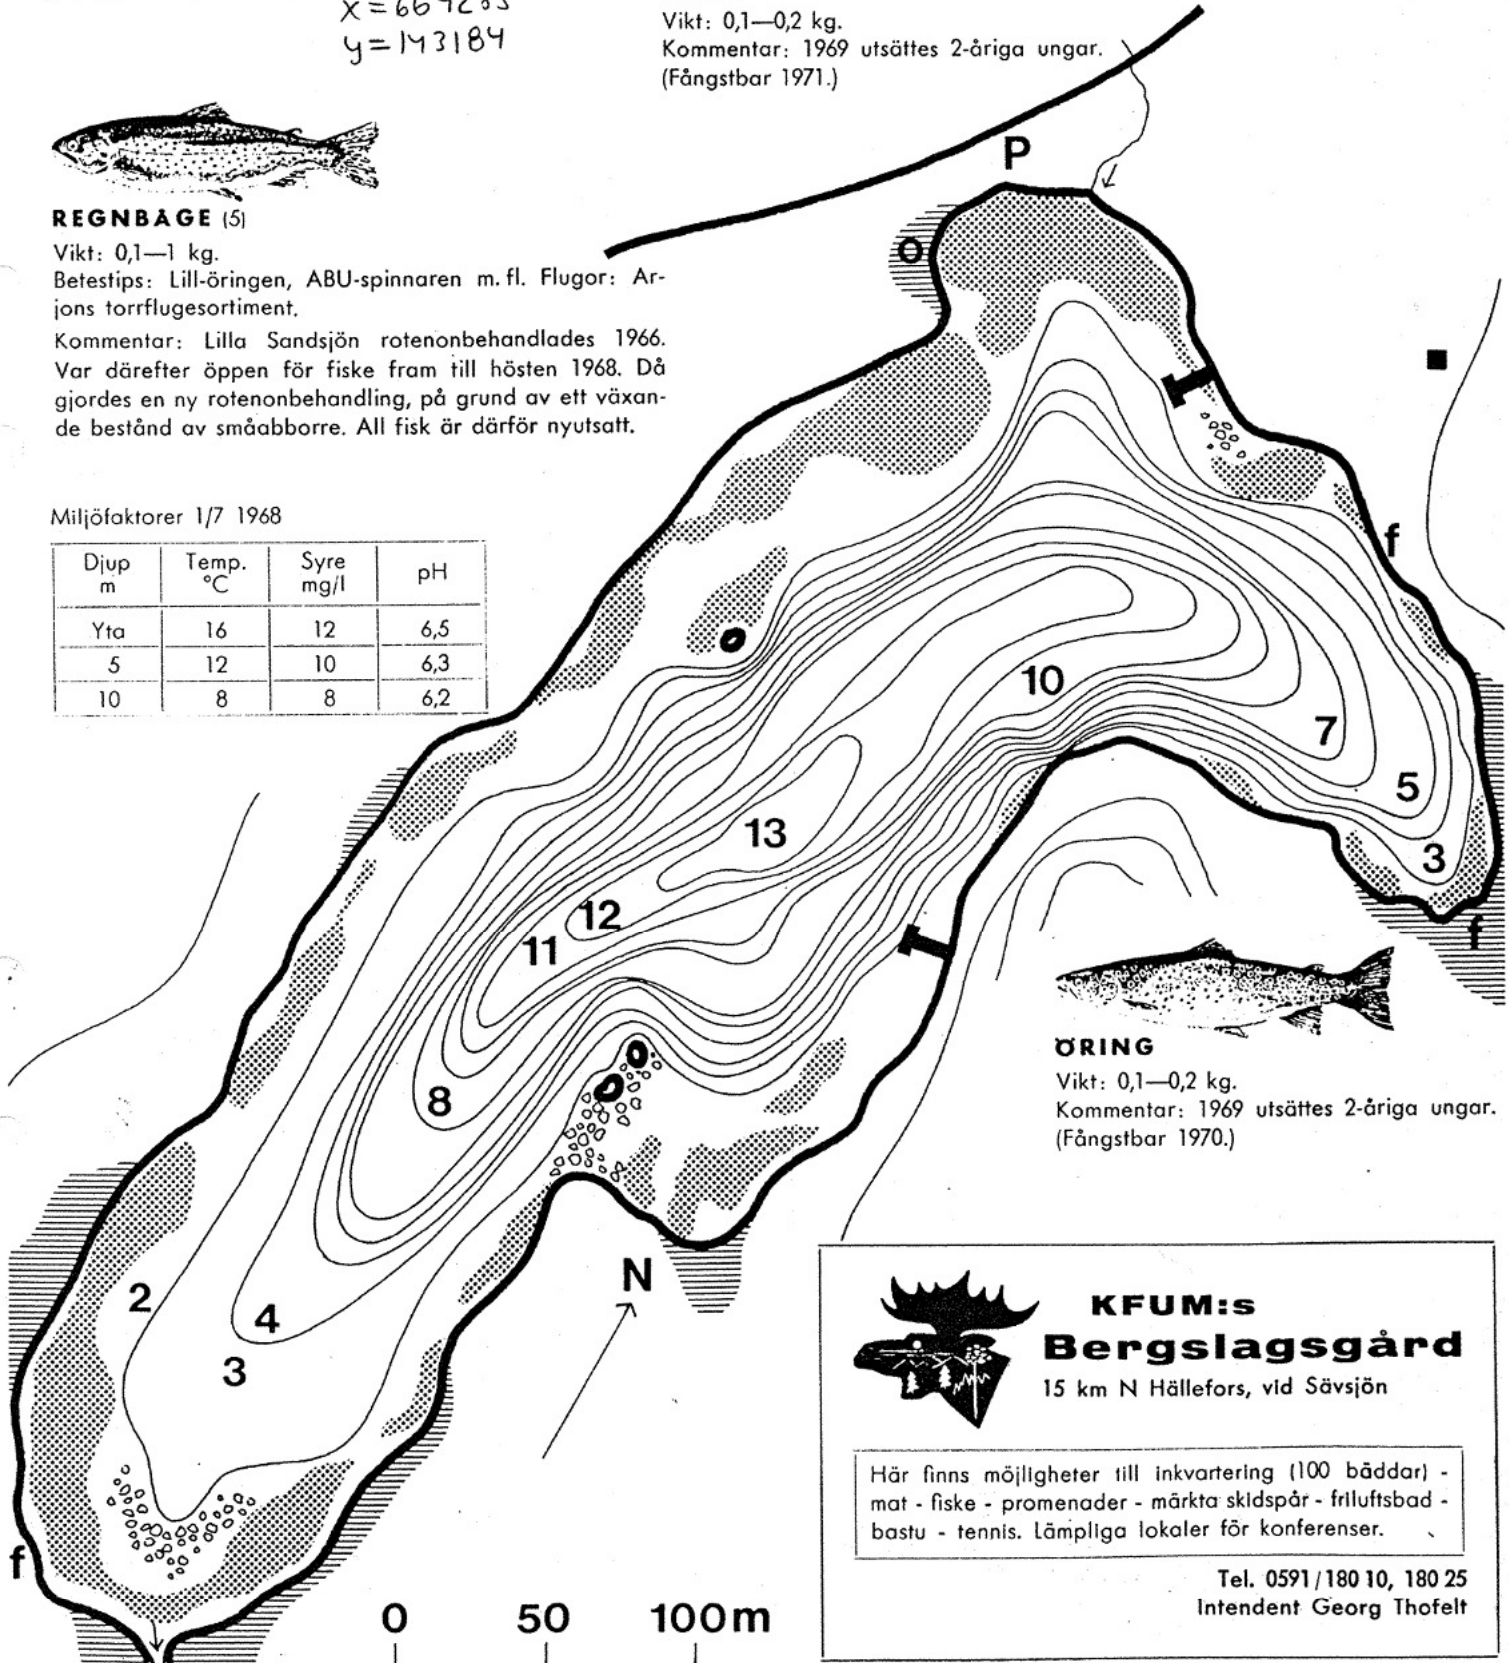 y=143184
Vikt: 0,1—0,2 kg.
Kommentar: 1969 utsättes 2-åriga ungar.
(Fångstbar 1971.)
P
O
REGNBÅGE (5)
Vikt: 0,1—1 kg.
Betestips: Lill-öringen, ABU-spinnaren m. fl. Flugor: Ar-
jons torrflugesortiment.
Kommentar: Lilla Sandsjön rotenonbehandlades 1966.
Var därefter öppen för fiske fram till hösten 1968. Då
gjordes en ny rotenonbehandling, på grund av ett växan-
de bestånd av småabborre. All fisk är därför nyutsatt.
Miljöfaktorer 1/7 1968
Djup m Temp. °C Syre mg/l pH
Yta 16 12 6,5
5 12 10 6,3
10 8 8 6,2
f
10
7
5
13
3
12
11
f
8
ÖRING
Vikt: 0,1—0,2 kg.
Kommentar: 1969 utsättes 2-åriga ungar.
(Fångstbar 1970.)
N
2
4
3
KFUM:s
Bergslagsgård
15 km N Hällefors, vid Sävsjön
Här finns möjligheter till inkvartering (100 bäddar) -
mat - fiske - promenader - märkta skidspår - friluftsbad -
bastu - tennis. Lämpliga lokaler för konferenser.
Tel. 0591/180 10, 180 25
Intendent Georg Thofelt
f
0 50 100m